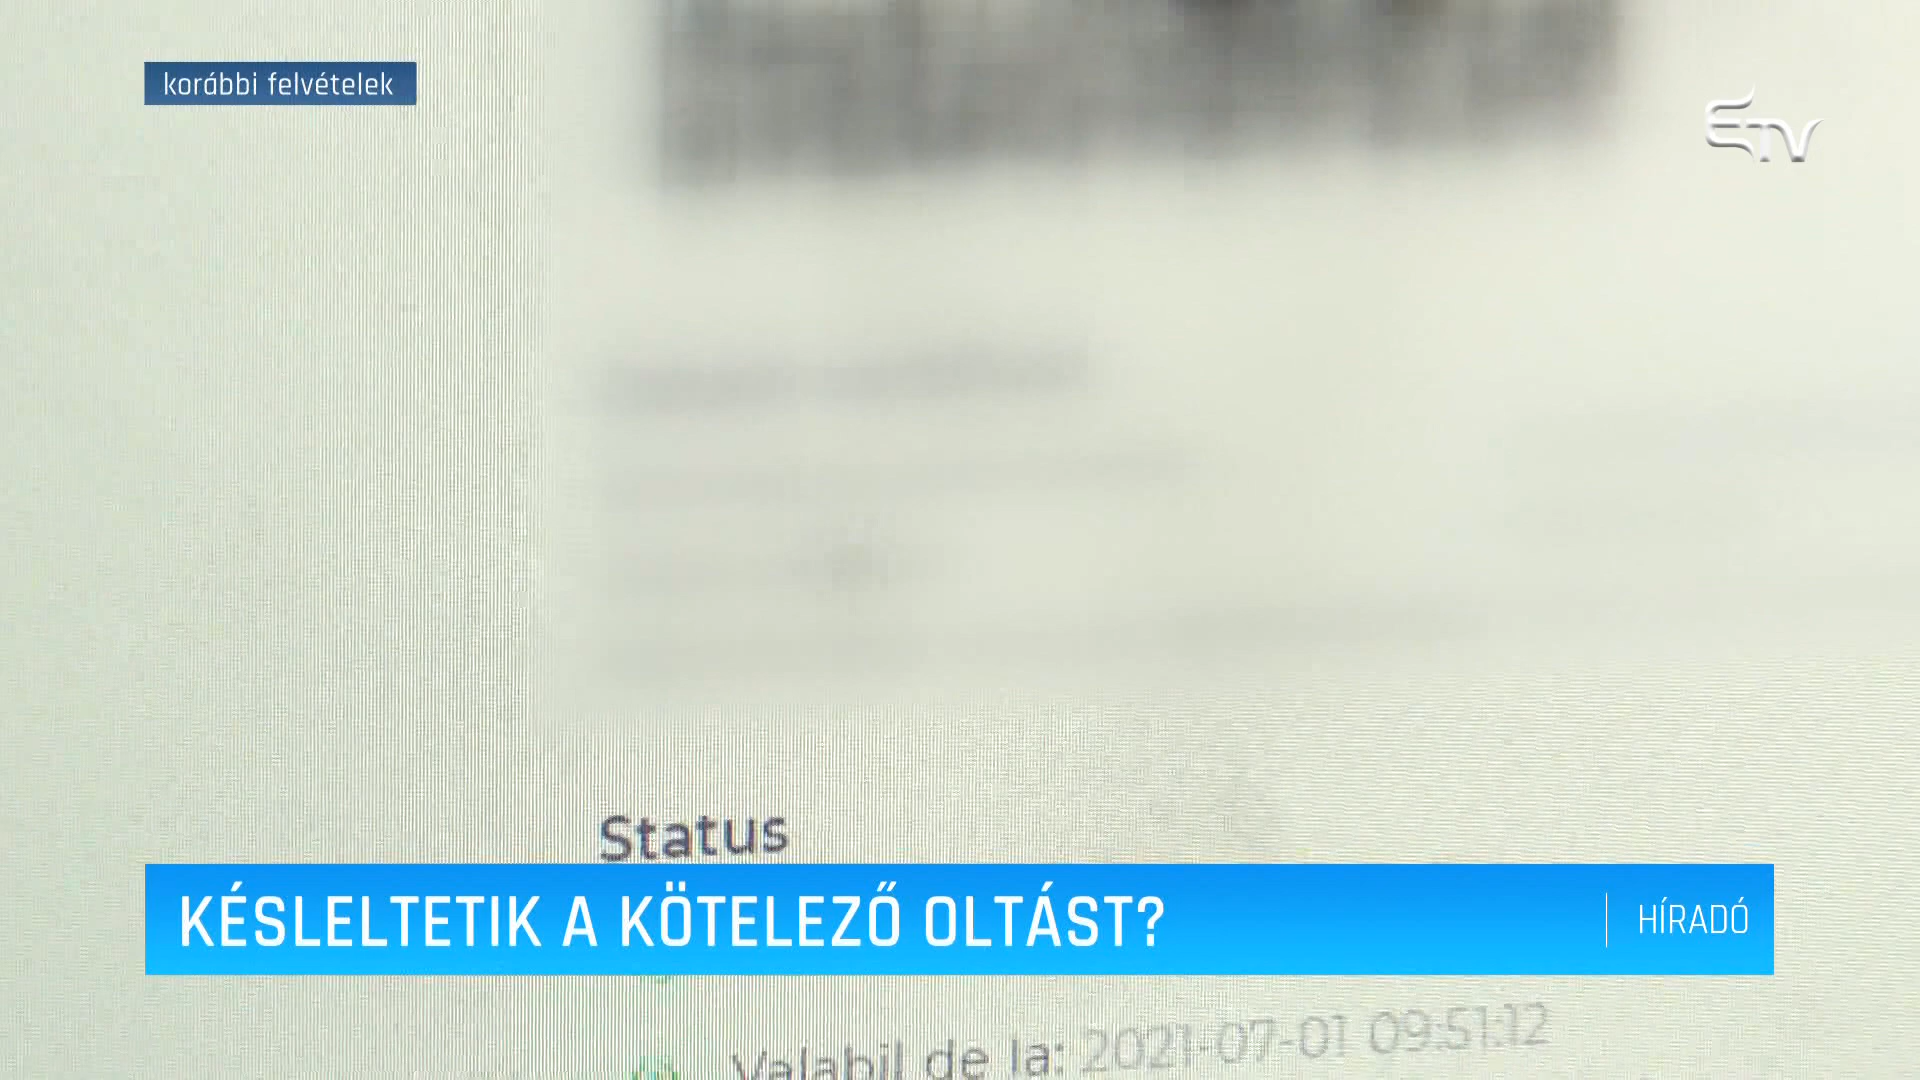 korábbi felvételek
ETV
Status
KÉSLELTETIK A KÖTELEZŐ OLTÁST?
HÍRADÓ
Valabil de la: 2021-07-01 09:51:12